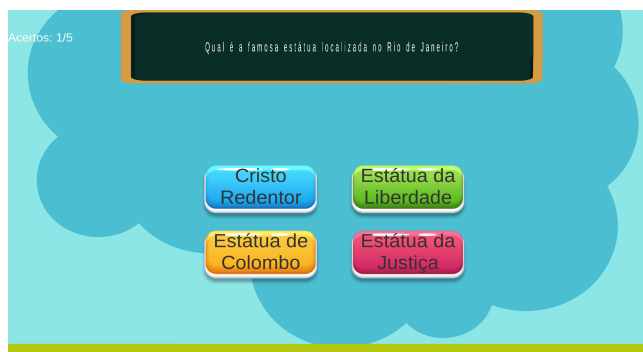 Acertos: 1/5
Qual é a famosa estátua localizada no Rio de Janeiro?
Cristo
Redentor
Estátua da
Liberdade
Estátua de
Colombo
Estátua da
Justiça